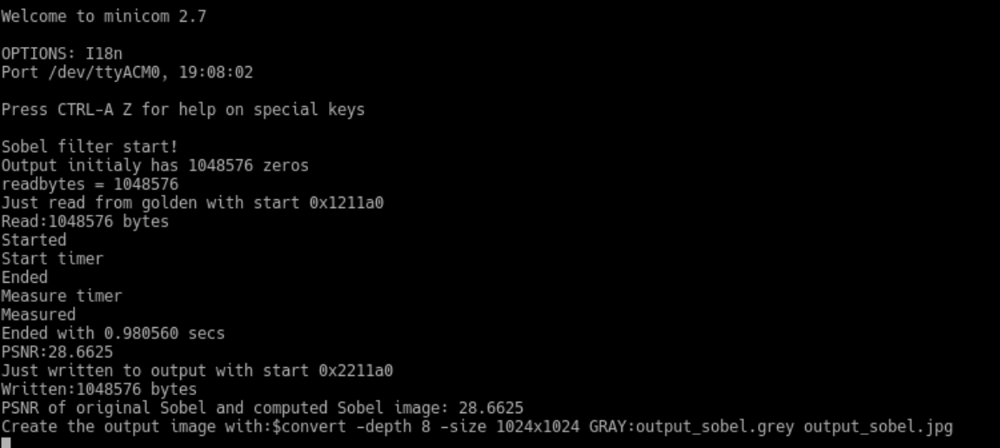 Welcome to minicom 2.7
OPTIONS: I18n
Port /dev/ttyACM0, 19:08:02
Press CTRL-A Z for help on special keys
Sobel filter start!
Output initialy has 1048576 zeros
readbytes = 1048576
Just read from golden with start 0x1211a0
Read:1048576 bytes
Started
Start timer
Ended
Measure timer
Measured
Ended with 0.980560 secs
PSNR:28.6625
Just written to output with start 0x2211a0
Written:1048576 bytes
PSNR of original Sobel and computed Sobel image: 28.6625
Create the output image with:$convert -depth 8 -size 1024x1024 GRAY:output_sobel.grey output_sobel.jpg